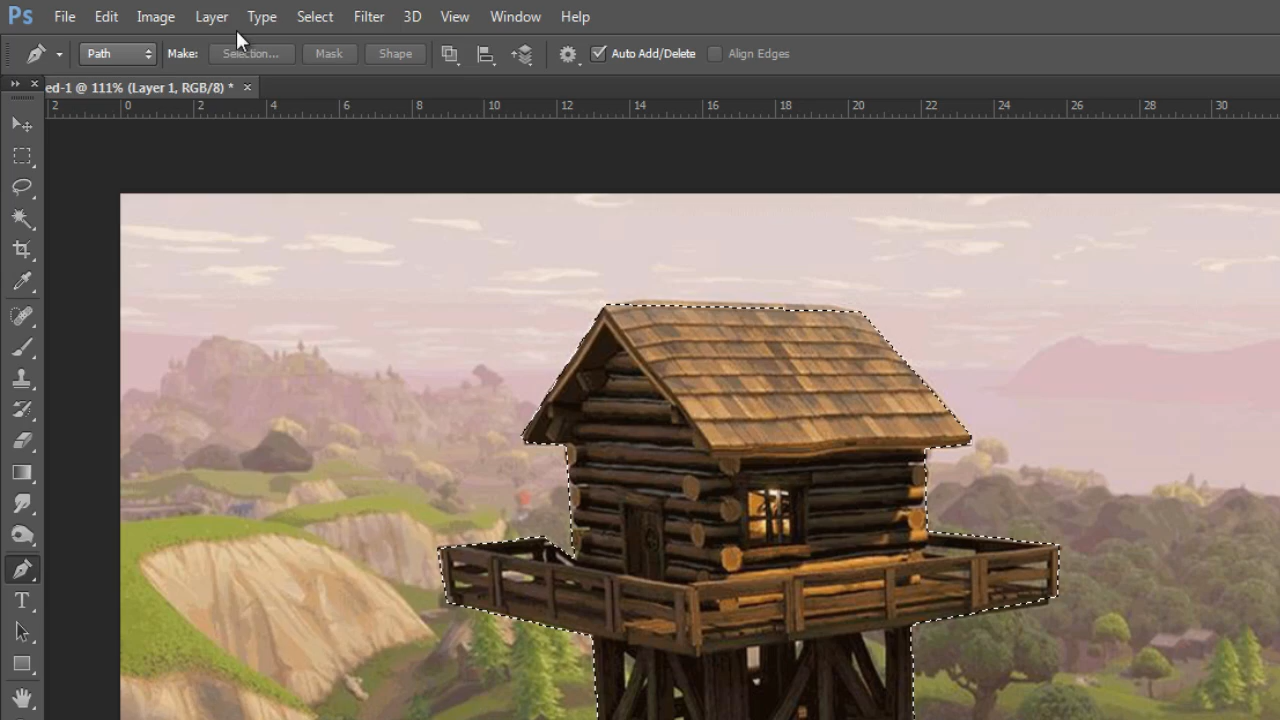 Ps File Edit Image Layer Type Select Filter 3D View Window Help
Path Make: Selection... Mask Shape Auto Add/Delete Align Edges
ed-1 @ 111% (Layer 1, RGB/8) * ×
2 0 2 4 6 8 10 12 14 16 18 20 22 24 26 28 30
T